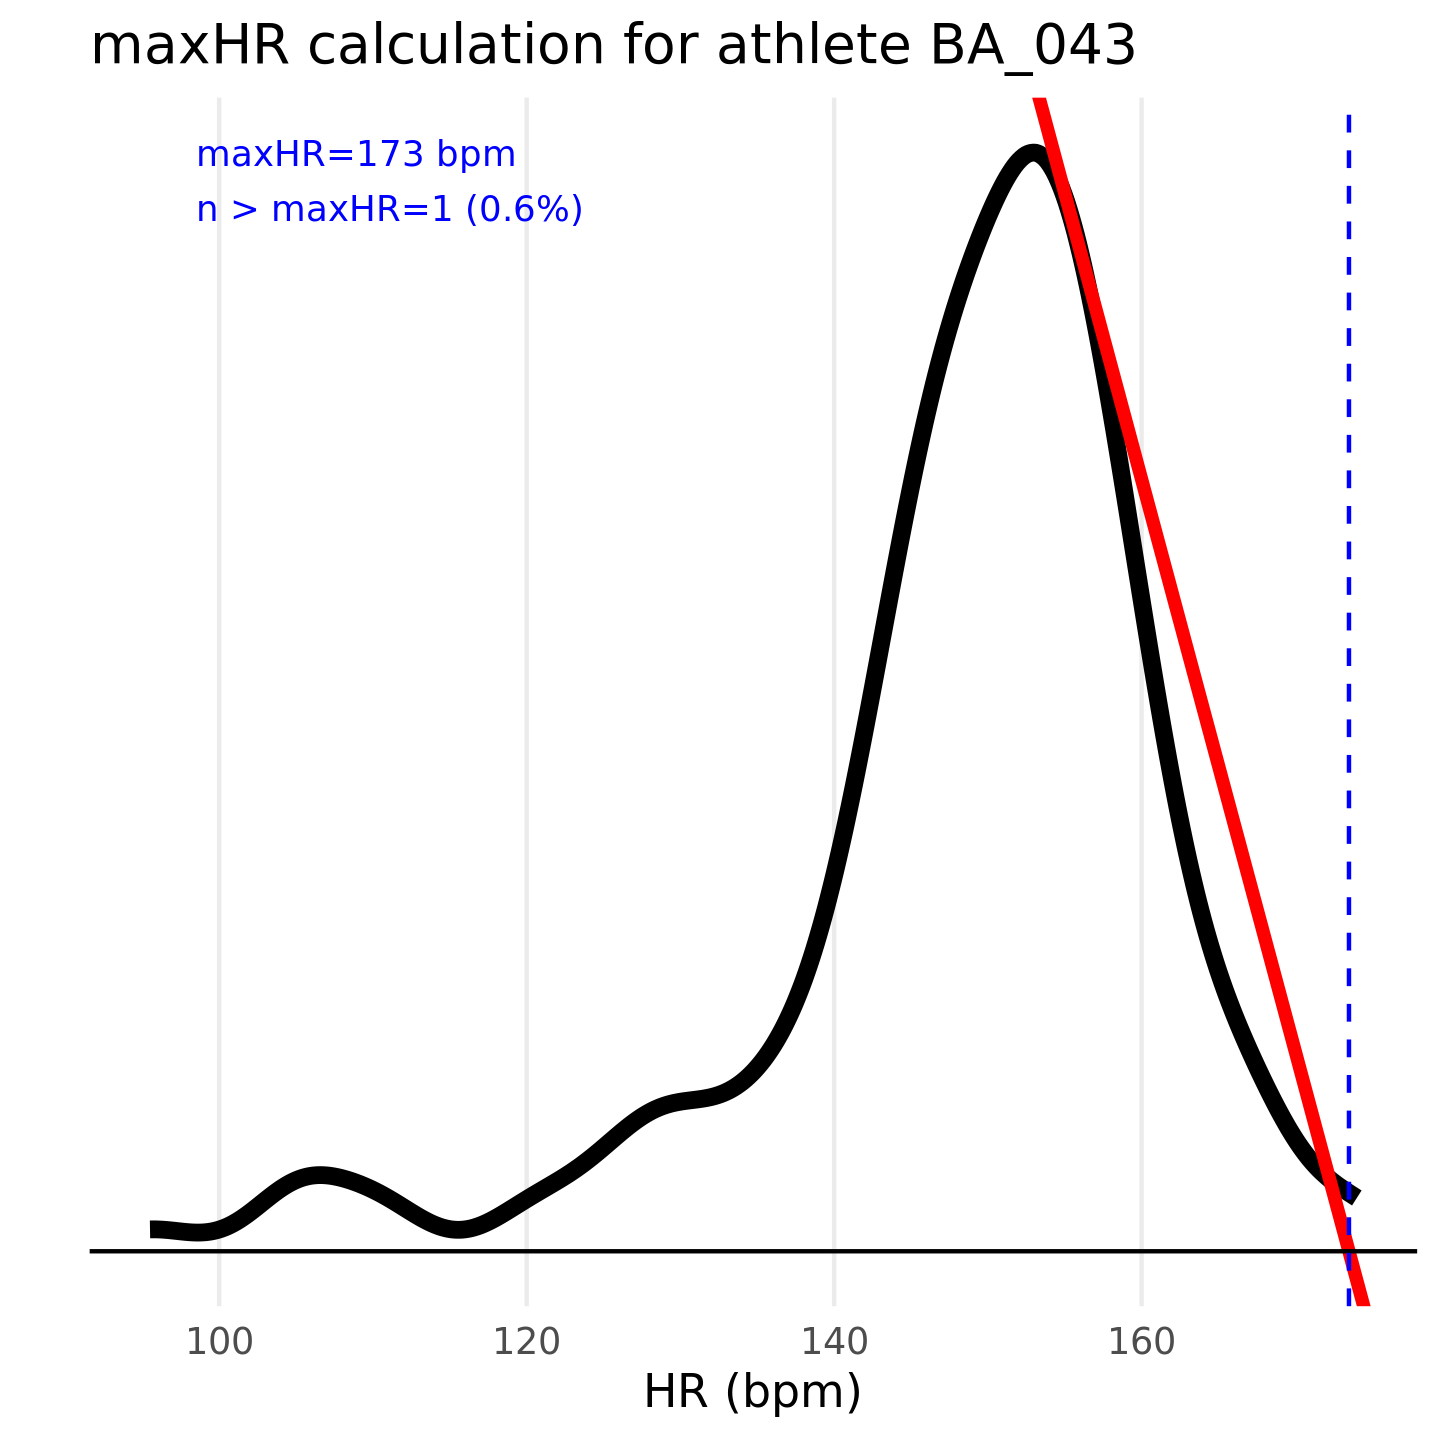 maxHR calculation for athlete BA_043
maxHR=173 bpm
n > maxHR=1 (0.6%)
100 120 140 160
HR (bpm)